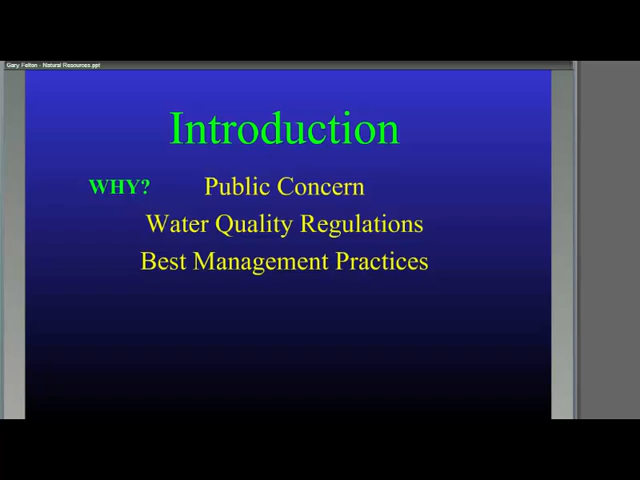 Gary Felton - Natural Resources.ppt
Introduction
WHY? Public Concern
Water Quality Regulations
Best Management Practices